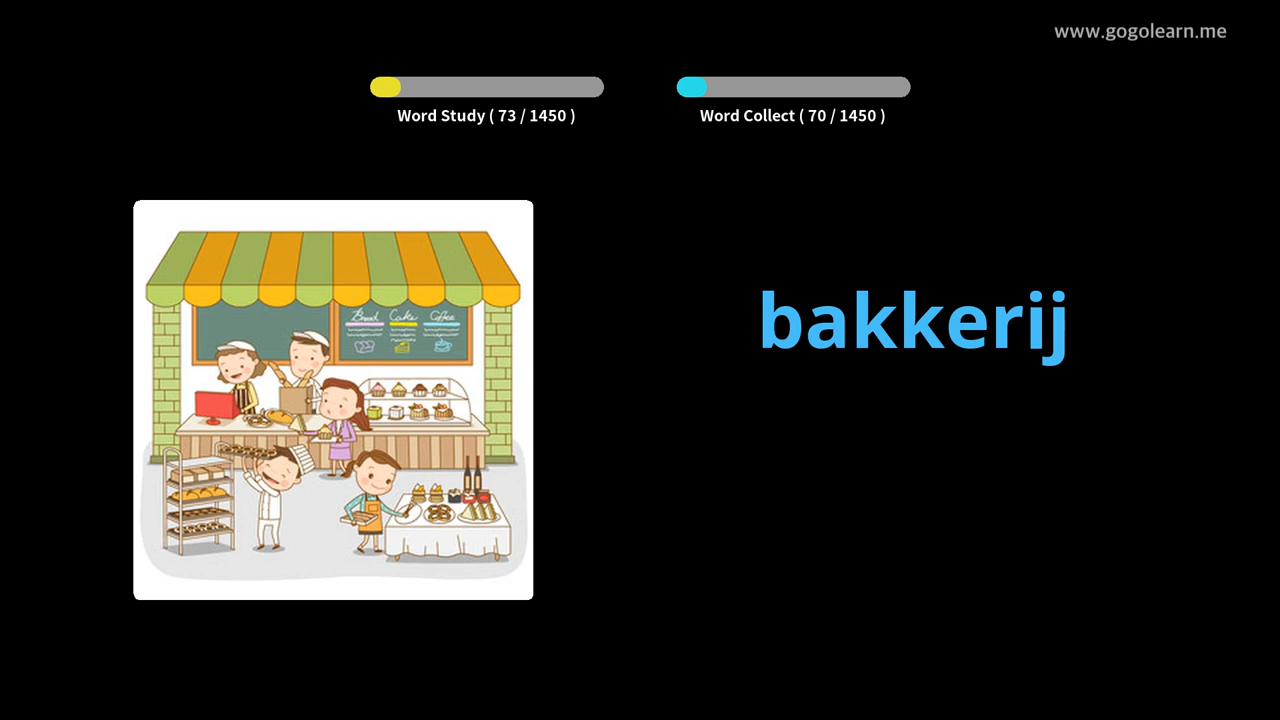 www.gogolearn.me
Word Study ( 73 / 1450 )
Word Collect ( 70 / 1450 )
Bread Cake Coffee
bakkerij